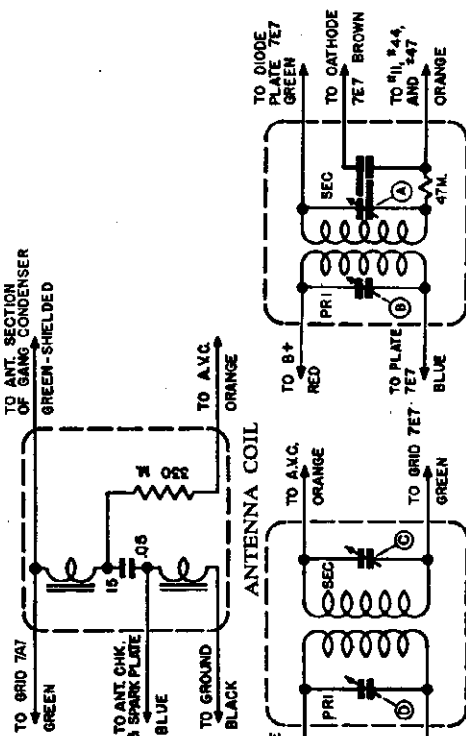 TO ANT. SECTION
OF GANG CONDENSER
GREEN-SHIELDED
TO A.V.C.
ORANGE
330
M
.05
15
TO GRID 7A7
GREEN
TO ANT. CHK.
SPARK PLATE
BLUE
TO GROUND
BLACK
ANTENNA COIL
TO DIODE
PLATE 7E7
GREEN
TO CATHODE
7E7 BROWN
TO #11, #44,
AND #47
ORANGE
SEC
A
47M.
PRI
B
TO B+
RED
TO PLATE
7E7
BLUE
TO A.V.C.
ORANGE
TO GRID 7E7
GREEN
SEC
C
PRI
D